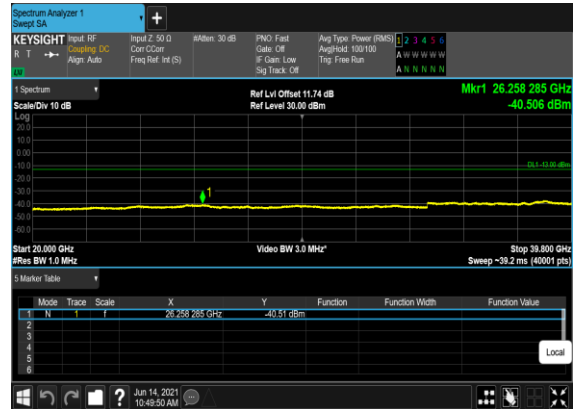 Spectrum Analyzer 1
Swept SA
+
KEYSIGHT Input: RF Input Z: 50 Ω #Atten: 30 dB PNO: Fast Avg Type: Power (RMS) 1 2 3 4 5 6
R T Coupling: DC Corr CCorr Gate: Off Avg|Hold: 100/100 A W W W W W
Align: Auto Freq Ref: Int (S) IF Gain: Low Trig: Free Run
Sig Track: Off A N N N N N
1 Spectrum Ref Lvl Offset 11.74 dB Mkr1 26.258 285 GHz
Scale/Div 10 dB Ref Level 30.00 dBm -40.506 dBm
Log
20.0
10.0
0.00
-10.0 DL1 -13.00 dBm
-20.0
-30.0
-40.0 1
-50.0
-60.0
Start 20.000 GHz Video BW 3.0 MHz* Stop 39.800 GHz
#Res BW 1.0 MHz Sweep ~39.2 ms (40001 pts)
5 Marker Table
Mode Trace Scale X Y Function Function Width Function Value
1 N 1 f 26.258 285 GHz -40.51 dBm
2
3
4
5
6
Local
? Jun 14, 2021
10:49:50 AM